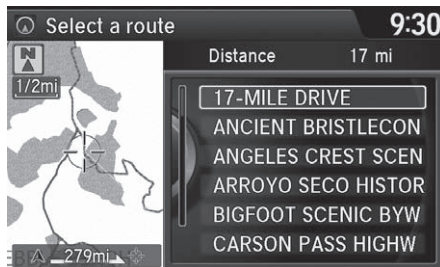 Select a route
9:30
N
Distance 17 mi
1/2mi
17-MILE DRIVE
ANCIENT BRISTLECON
ANGELES CREST SCEN
ARROYO SECO HISTOR
BIGFOOT SCENIC BYW
CARSON PASS HIGHW
279mi